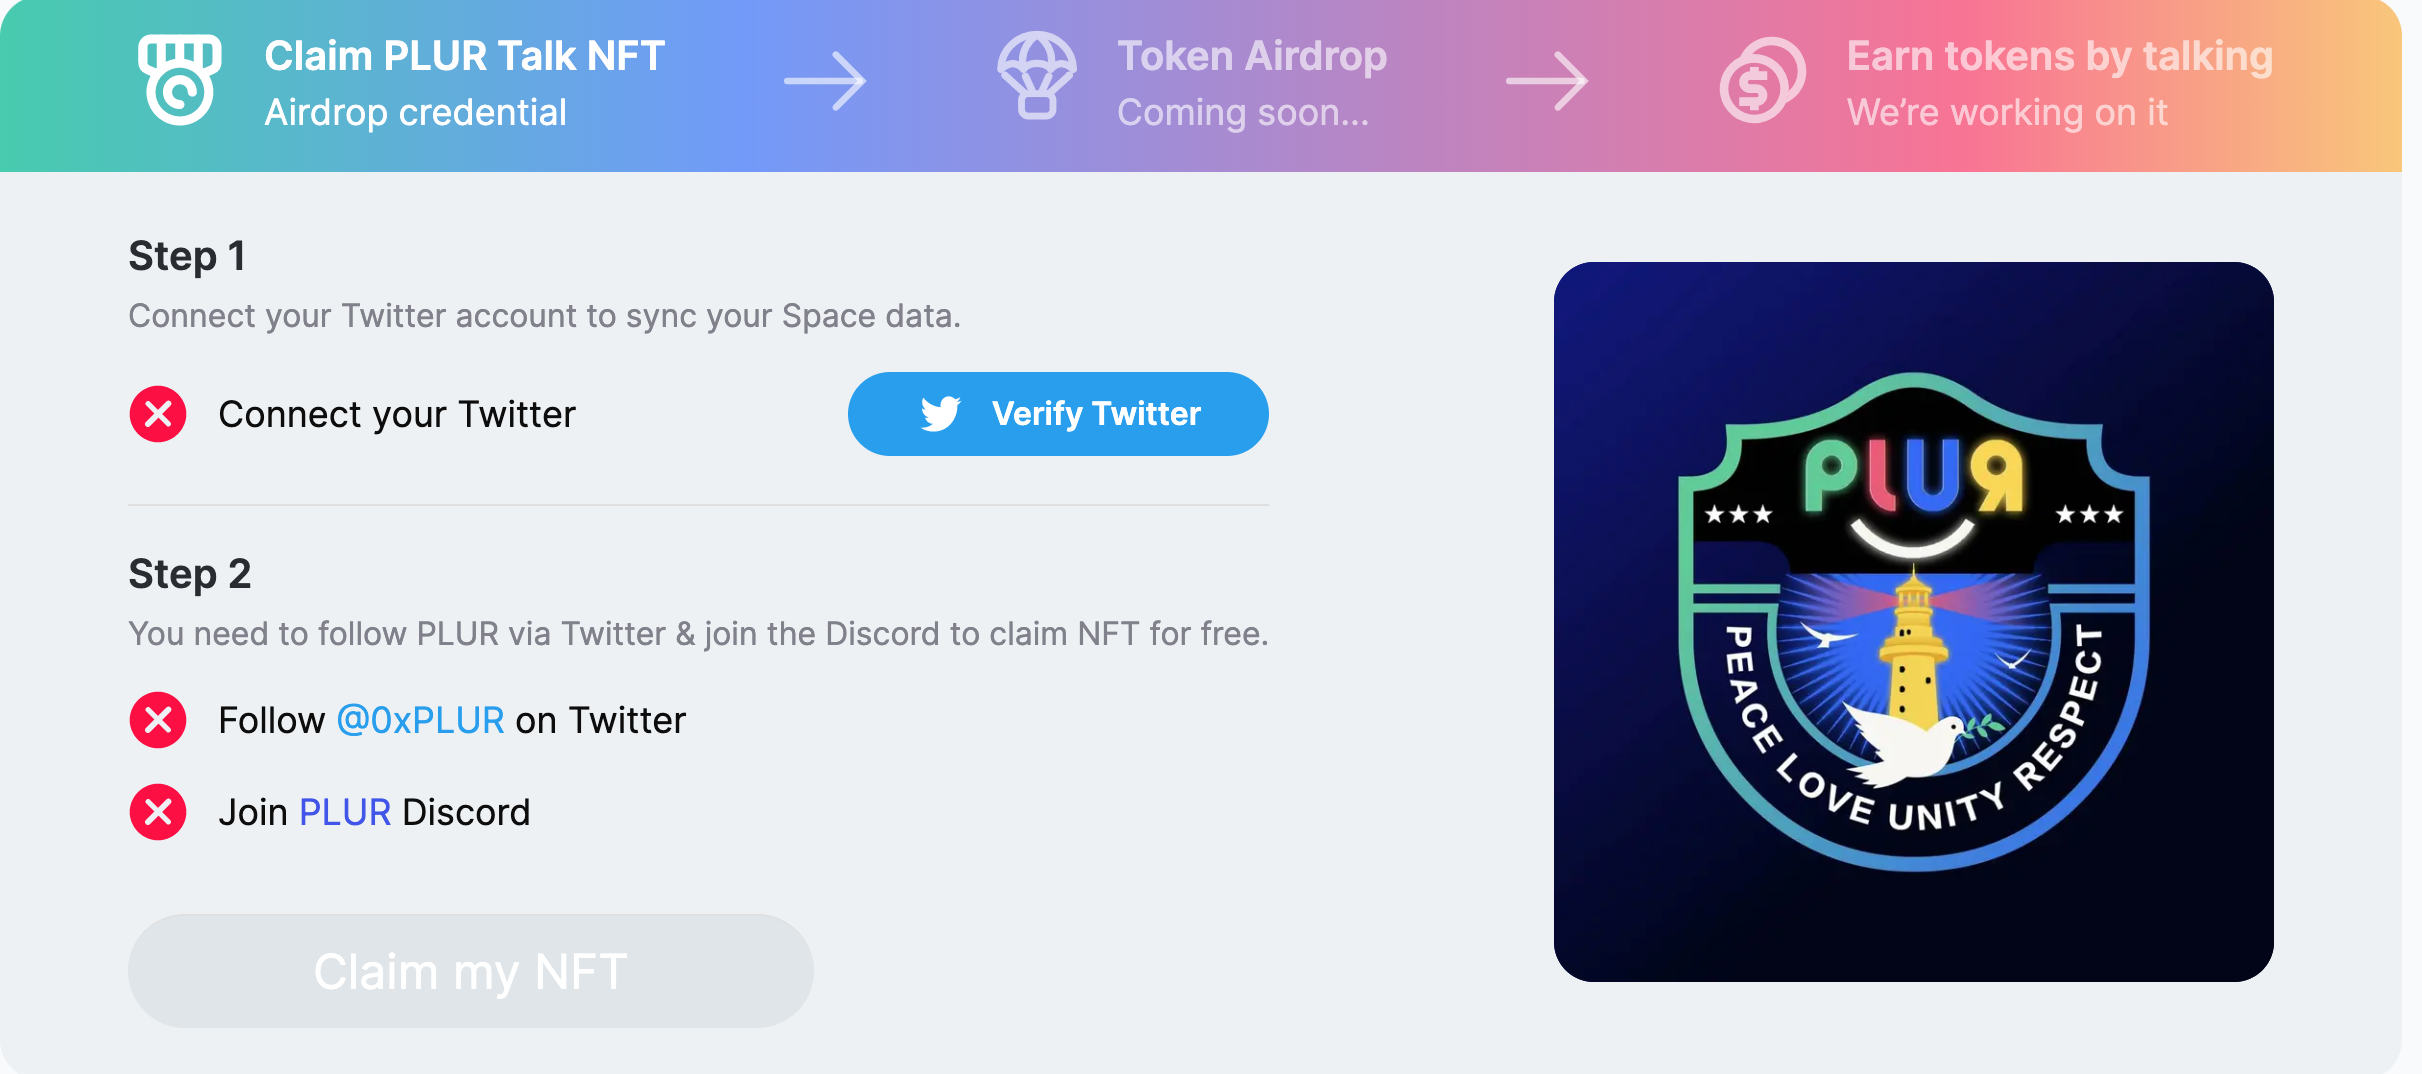 Claim PLUR Talk NFT
Airdrop credential
Token Airdrop
Coming soon...
Earn tokens by talking
We’re working on it
Step 1
Connect your Twitter account to sync your Space data.
Connect your Twitter
Verify Twitter
Step 2
You need to follow PLUR via Twitter & join the Discord to claim NFT for free.
Follow @0xPLUR on Twitter
Join PLUR Discord
Claim my NFT
PLUR
PEACE LOVE UNITY RESPECT